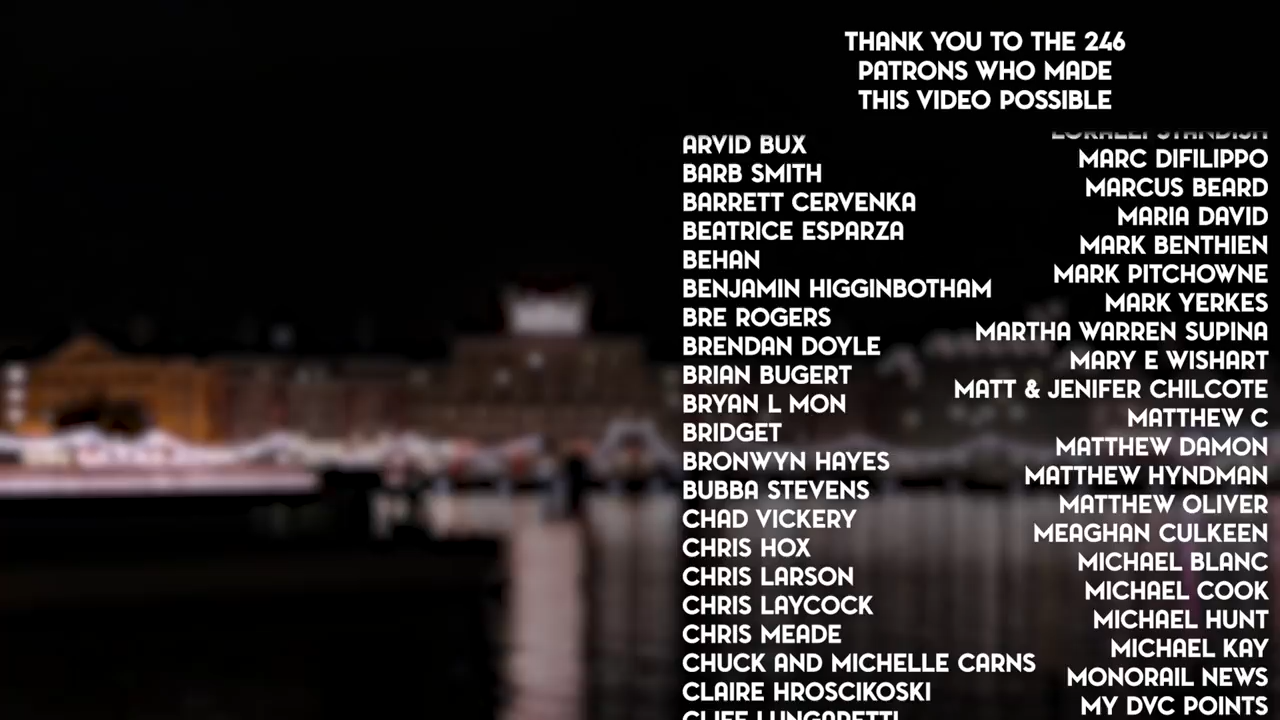 THANK YOU TO THE 246
PATRONS WHO MADE
THIS VIDEO POSSIBLE
ARVID BUX
BARB SMITH
BARRETT CERVENKA
BEATRICE ESPARZA
BEHAN
BENJAMIN HIGGINBOTHAM
BRE ROGERS
BRENDAN DOYLE
BRIAN BUGERT
BRYAN L MON
BRIDGET
BRONWYN HAYES
BUBBA STEVENS
CHAD VICKERY
CHRIS HOX
CHRIS LARSON
CHRIS LAYCOCK
CHRIS MEADE
CHUCK AND MICHELLE CARNS
CLAIRE HROSCIKOSKI
MARC DIFILIPPO
MARCUS BEARD
MARIA DAVID
MARK BENTHIEN
MARK PITCHOWNE
MARK YERKES
MARTHA WARREN SUPINA
MARY E WISHART
MATT & JENIFER CHILCOTE
MATTHEW C
MATTHEW DAMON
MATTHEW HYNDMAN
MATTHEW OLIVER
MEAGHAN CULKEEN
MICHAEL BLANC
MICHAEL COOK
MICHAEL HUNT
MICHAEL KAY
MONORAIL NEWS
MY DVC POINTS